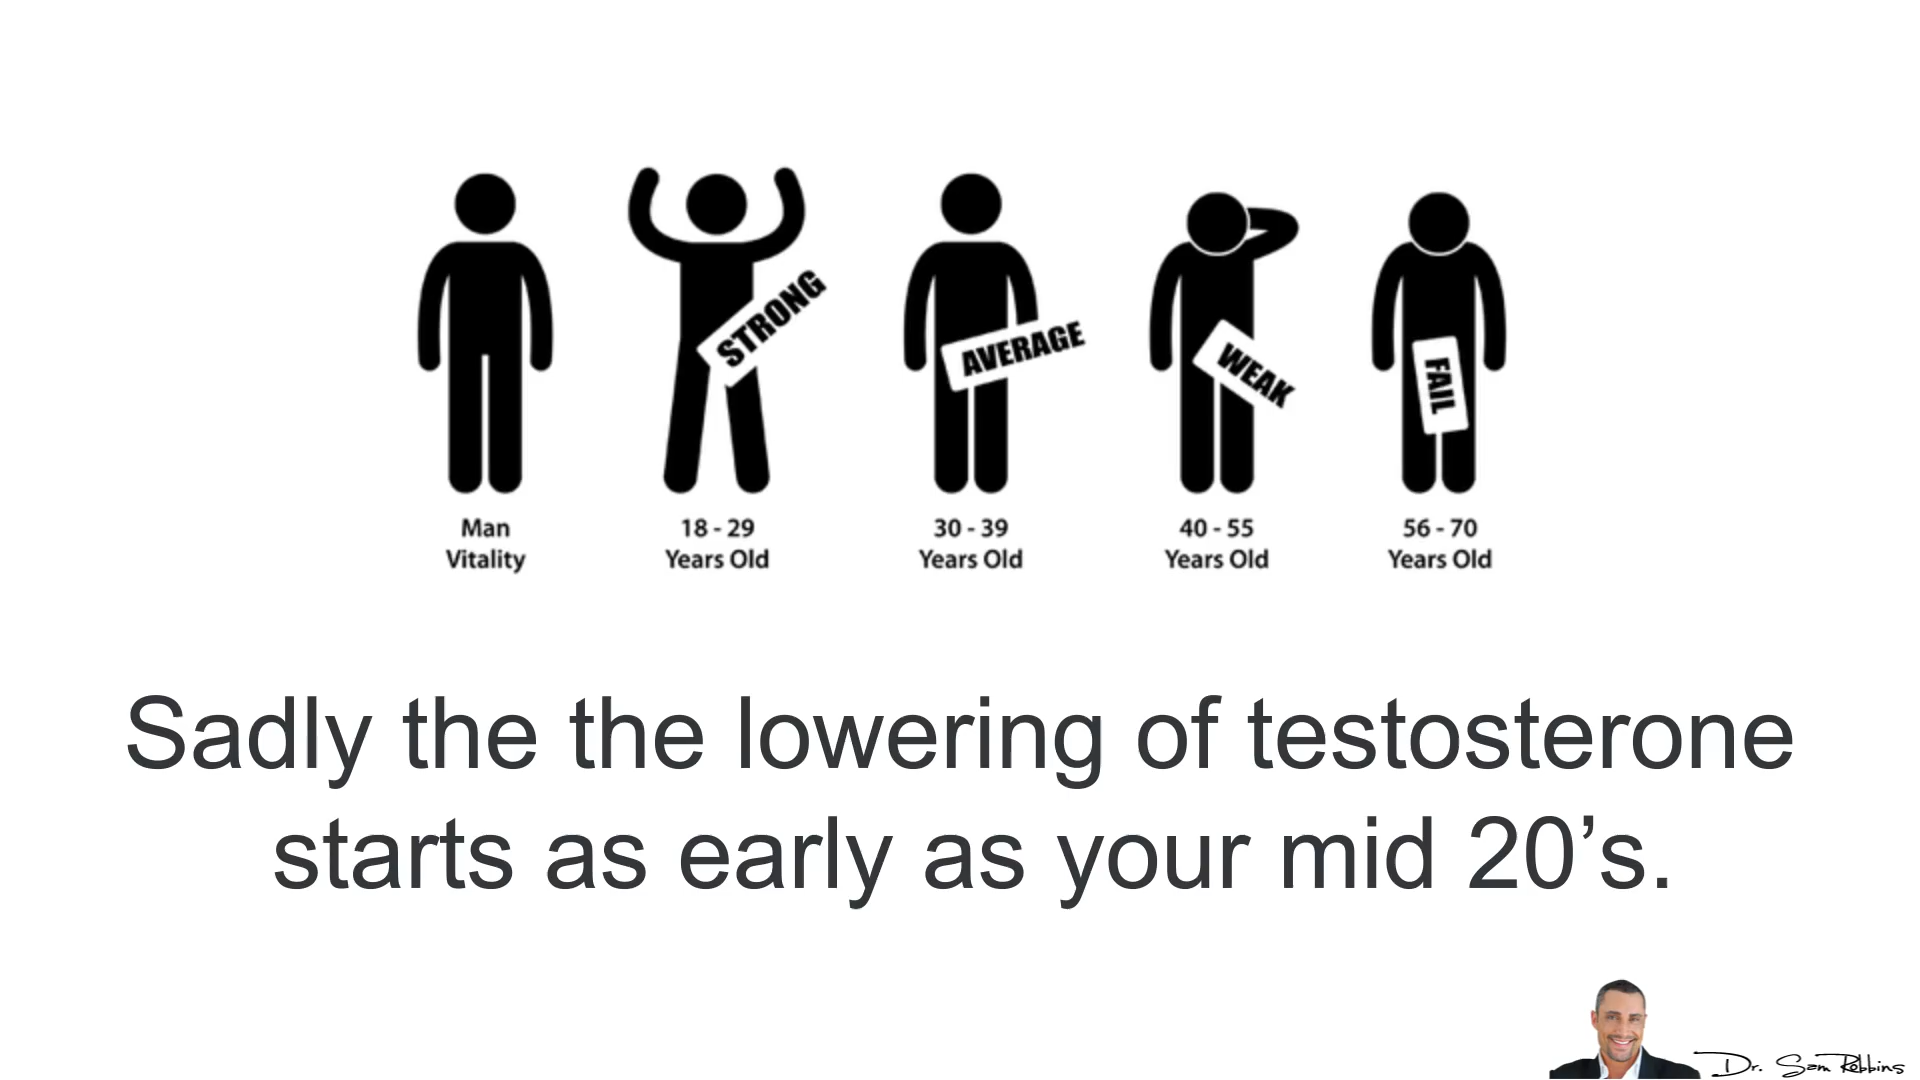 STRONG
AVERAGE
WEAK
FAIL
Man
Vitality
18 - 29
Years Old
30 - 39
Years Old
40 - 55
Years Old
56 - 70
Years Old
Sadly the the lowering of testosterone
starts as early as your mid 20’s.
Dr. Sam Robbins